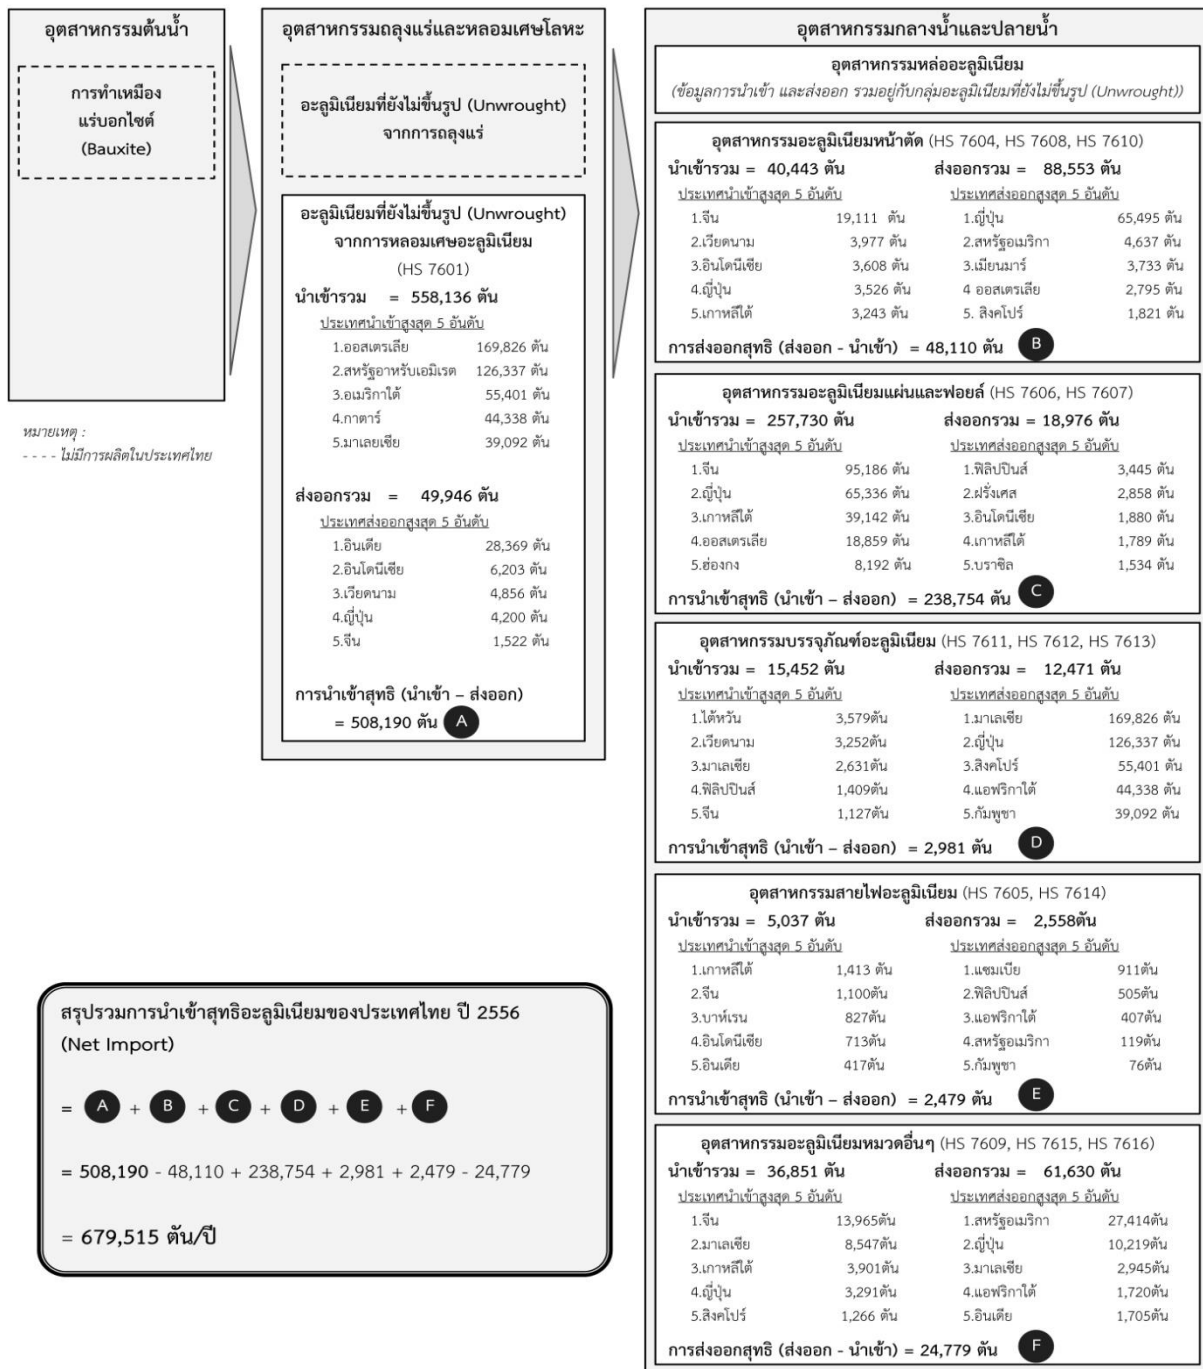 อุตสาหกรรมต้นน้ำ
การทำเหมือง
แร่บอกไซต์
(Bauxite)
หมายเหตุ :
- - - - ไม่มีการผลิตในประเทศไทย
อุตสาหกรรมถลุงแร่และหลอมเศษโลหะ
อะลูมิเนียมที่ยังไม่ขึ้นรูป (Unwrought)
จากการถลุงแร่
อะลูมิเนียมที่ยังไม่ขึ้นรูป (Unwrought)
จากการหลอมเศษอะลูมิเนียม
(HS 7601)
นำเข้ารวม = 558,136 ตัน
ประเทศนำเข้าสูงสุด 5 อันดับ
1.ออสเตรเลีย 169,826 ตัน
2.สหรัฐอาหรับเอมิเรต 126,337 ตัน
3.อเมริกาใต้ 55,401 ตัน
4.กาตาร์ 44,338 ตัน
5.มาเลยเซีย 39,092 ตัน
ส่งออกรวม = 49,946 ตัน
ประเทศส่งออกสูงสุด 5 อันดับ
1.อินเดีย 28,369 ตัน
2.อินโดนีเซีย 6,203 ตัน
3.เวียดนาม 4,856 ตัน
4.ญี่ปุ่น 4,200 ตัน
5.จีน 1,522 ตัน
การนำเข้าสุทธิ (นำเข้า – ส่งออก)
= 508,190 ตัน A
อุตสาหกรรมกลางน้ำและปลายน้ำ
อุตสาหกรรมหล่ออะลูมิเนียม
(ข้อมูลการนำเข้า และส่งออก รวมอยู่กับกลุ่มอะลูมิเนียมที่ยังไม่ขึ้นรูป (Unwrought))
อุตสาหกรรมอะลูมิเนียมหน้าตัด (HS 7604, HS 7608, HS 7610)
นำเข้ารวม = 40,443 ตัน ส่งออกรวม = 88,553 ตัน
ประเทศนำเข้าสูงสุด 5 อันดับ ประเทศส่งออกสูงสุด 5 อันดับ
1.จีน 19,111 ตัน 1.ญี่ปุ่น 65,495 ตัน
2.เวียดนาม 3,977 ตัน 2.สหรัฐอเมริกา 4,637 ตัน
3.อินโดนีเซีย 3,608 ตัน 3.เมียนมาร์ 3,733 ตัน
4.ญี่ปุ่น 3,526 ตัน 4 ออสเตรเลีย 2,795 ตัน
5.เกาหลีใต้ 3,243 ตัน 5. สิงคโปร์ 1,821 ตัน
การส่งออกสุทธิ (ส่งออก - นำเข้า) = 48,110 ตัน B
อุตสาหกรรมอะลูมิเนียมแผ่นและฟอยล์ (HS 7606, HS 7607)
นำเข้ารวม = 257,730 ตัน ส่งออกรวม = 18,976 ตัน
ประเทศนำเข้าสูงสุด 5 อันดับ ประเทศส่งออกสูงสุด 5 อันดับ
1.จีน 95,186 ตัน 1.ฟิลิปปินส์ 3,445 ตัน
2.ญี่ปุ่น 65,336 ตัน 2.ฝรั่งเศส 2,858 ตัน
3.เกาหลีใต้ 39,142 ตัน 3.อินโดนีเซีย 1,880 ตัน
4.ออสเตรเลีย 18,859 ตัน 4.เกาหลีใต้ 1,789 ตัน
5.ฮ่องกง 8,192 ตัน 5.บราซิล 1,534 ตัน
การนำเข้าสุทธิ (นำเข้า – ส่งออก) = 238,754 ตัน C
อุตสาหกรรมบรรจุภัณฑ์อะลูมิเนียม (HS 7611, HS 7612, HS 7613)
นำเข้ารวม = 15,452 ตัน ส่งออกรวม = 12,471 ตัน
ประเทศนำเข้าสูงสุด 5 อันดับ ประเทศส่งออกสูงสุด 5 อันดับ
1.ไต้หวัน 3,579ตัน 1.มาเลเซีย 169,826 ตัน
2.เวียดนาม 3,252ตัน 2.ญี่ปุ่น 126,337 ตัน
3.มาเลเซีย 2,631ตัน 3.สิงคโปร์ 55,401 ตัน
4.ฟิลิปปินส์ 1,409ตัน 4.แอฟริกาใต้ 44,338 ตัน
5.จีน 1,127ตัน 5.กัมพูชา 39,092 ตัน
การนำเข้าสุทธิ (นำเข้า – ส่งออก) = 2,981 ตัน D
อุตสาหกรรมสายไฟอะลูมิเนียม (HS 7605, HS 7614)
นำเข้ารวม = 5,037 ตัน ส่งออกรวม = 2,558ตัน
ประเทศนำเข้าสูงสุด 5 อันดับ ประเทศส่งออกสูงสุด 5 อันดับ
1.เกาหลีใต้ 1,413 ตัน 1.แซมเบีย 911ตัน
2.จีน 1,100ตัน 2.ฟิลิปปินส์ 505ตัน
3.บาห์เรน 827ตัน 3.แอฟริกาใต้ 407ตัน
4.อินโดนีเซีย 713ตัน 4.สหรัฐอเมริกา 119ตัน
5.อินเดีย 417ตัน 5.กัมพูชา 76ตัน
การนำเข้าสุทธิ (นำเข้า – ส่งออก) = 2,479 ตัน E
อุตสาหกรรมอะลูมิเนียมหมวดอื่นๆ (HS 7609, HS 7615, HS 7616)
นำเข้ารวม = 36,851 ตัน ส่งออกรวม = 61,630 ตัน
ประเทศนำเข้าสูงสุด 5 อันดับ ประเทศส่งออกสูงสุด 5 อันดับ
1.จีน 13,965ตัน 1.สหรัฐอเมริกา 27,414ตัน
2.มาเลเซีย 8,547ตัน 2.ญี่ปุ่น 10,219ตัน
3.เกาหลีใต้ 3,901ตัน 3.มาเลเซีย 2,945ตัน
4.ญี่ปุ่น 3,291ตัน 4.แอฟริกาใต้ 1,720ตัน
5.สิงคโปร์ 1,266 ตัน 5.อินเดีย 1,705ตัน
การส่งออกสุทธิ (ส่งออก - นำเข้า) = 24,779 ตัน F
สรุปรวมการนำเข้าสุทธิอะลูมิเนียมของประเทศไทย ปี 2556
(Net Import)
= A + B + C + D + E + F
= 508,190 - 48,110 + 238,754 + 2,981 + 2,479 - 24,779
= 679,515 ตัน/ปี